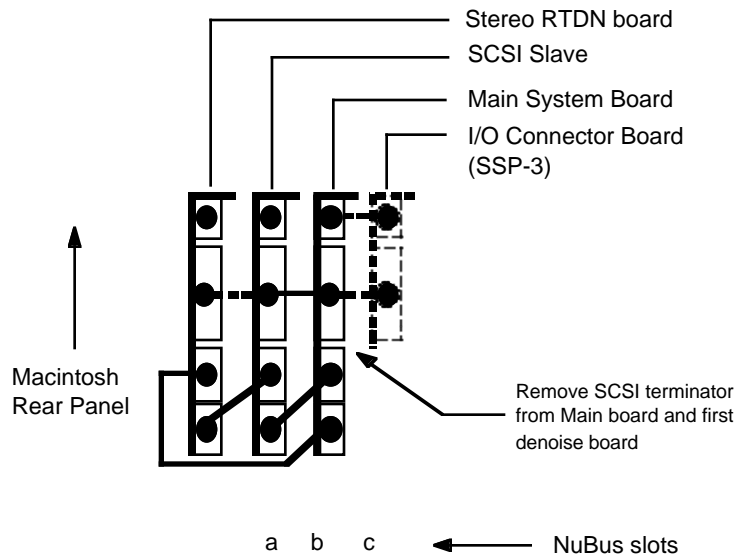 Stereo RTDN board
SCSI Slave
Main System Board
I/O Connector Board
(SSP-3)
Macintosh
Rear Panel
Remove SCSI terminator
from Main board and first
denoise board
a b c
NuBus slots